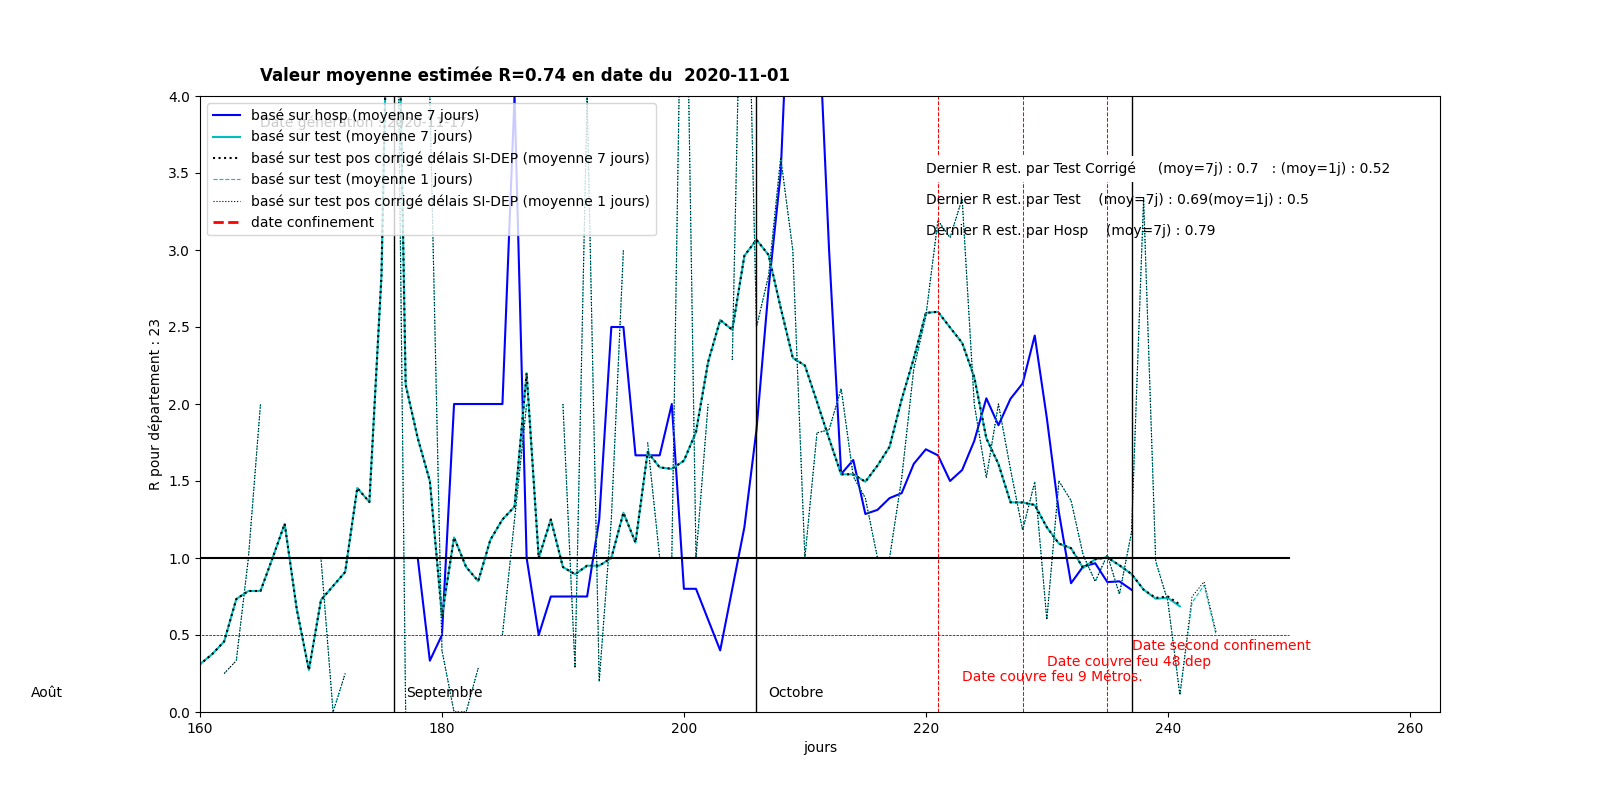 Valeur moyenne estimée R=0.74 en date du  2020-11-01
4.0
3.5
3.0
2.5
2.0
1.5
1.0
0.5
0.0
R pour département : 23
Date génération : 2020-11-17
basé sur hosp (moyenne 7 jours)
basé sur test (moyenne 7 jours)
basé sur test pos corrigé délais SI-DEP (moyenne 7 jours)
basé sur test (moyenne 1 jours)
basé sur test pos corrigé délais SI-DEP (moyenne 1 jours)
date confinement
Dernier R est. par Test Corrigé     (moy=7j) : 0.7   : (moy=1j) : 0.52
Dernier R est. par Test    (moy=7j) : 0.69(moy=1j) : 0.5
Dernier R est. par Hosp    (moy=7j) : 0.79
Date second confinement
Date couvre feu 48 dep
Date couvre feu 9 Métros.
Août
Septembre
Octobre
160
180
200
220
240
260
jours